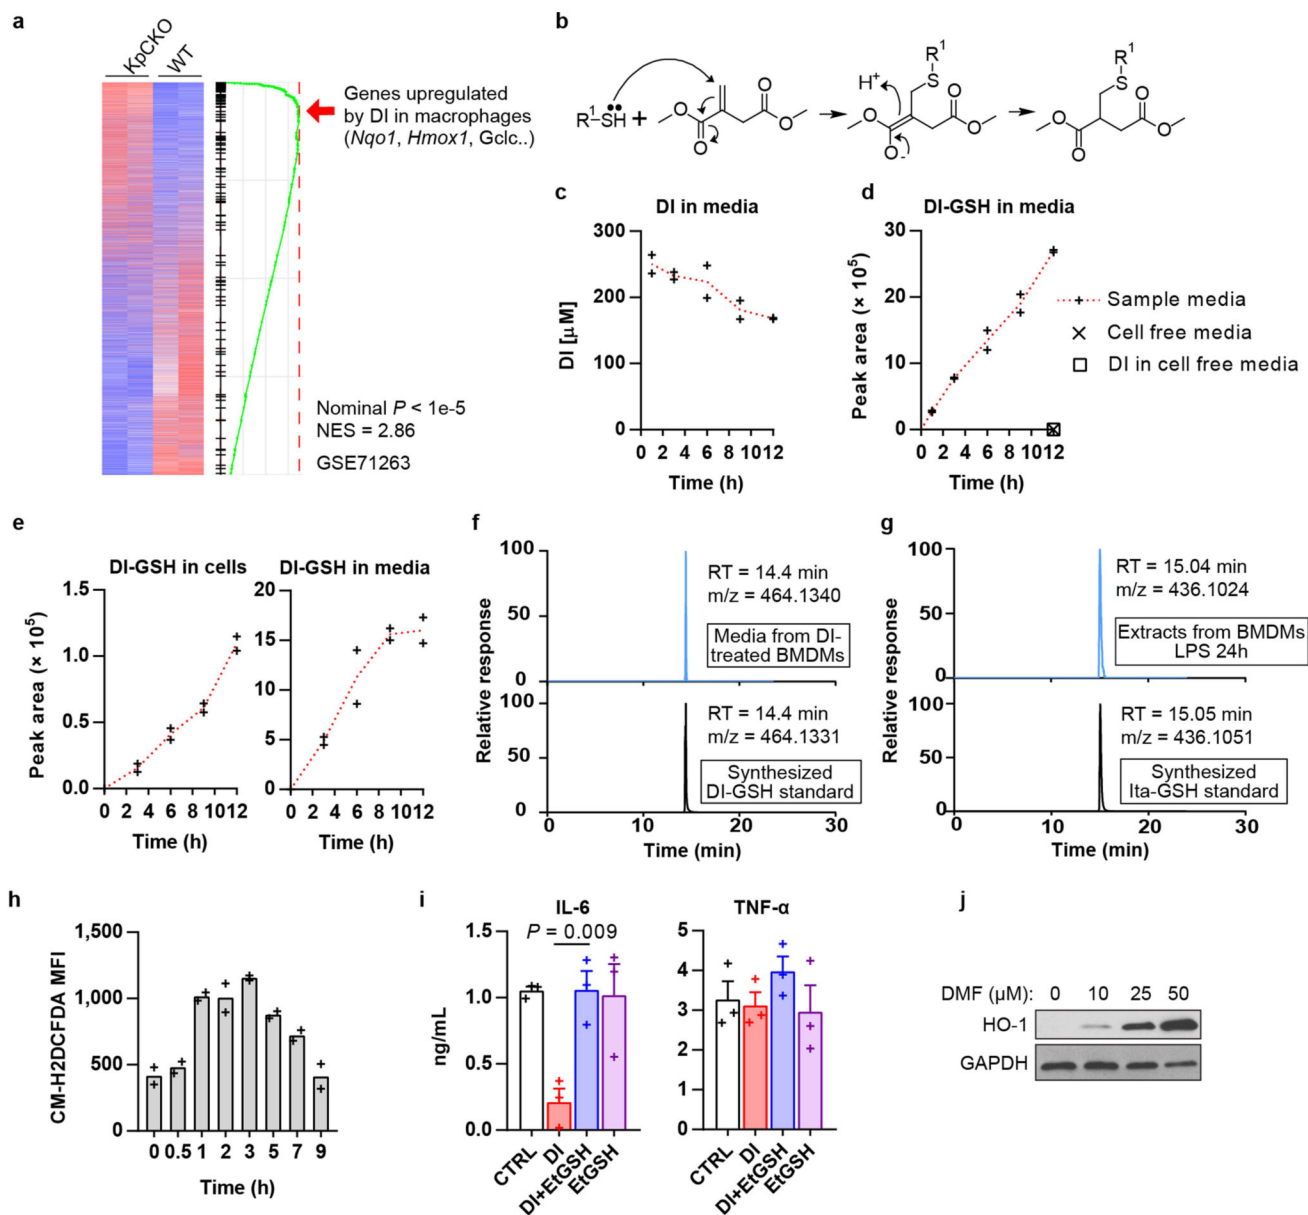 a
KpCKO
WT
Genes upregulated
by DI in macrophages
(Nqo1, Hmox1, Gclc..)
Nominal P < 1e-5
NES = 2.86
GSE71263
b
R¹–SH + O O O O
H⁺ R¹ S O O⁻ O O
R¹ S O O O O
c
DI in media
300
200
100
0
DI [µM]
0 2 4 6 8 10 12
Time (h)
d
DI-GSH in media
30
20
10
0
Peak area (× 10⁵)
0 2 4 6 8 10 12
Time (h)
Sample media
Cell free media
DI in cell free media
e
DI-GSH in cells
1.5
1.0
0.5
0.0
Peak area (× 10⁵)
0 2 4 6 8 10 12
Time (h)
DI-GSH in media
20
15
10
5
0
0 2 4 6 8 10 12
Time (h)
f
Relative response
100
50
0
RT = 14.4 min
m/z = 464.1340
Media from DI-
treated BMDMs
100
50
0
RT = 14.4 min
m/z = 464.1331
Synthesized
DI-GSH standard
0 10 20 30
Time (min)
g
Relative response
100
50
0
RT = 15.04 min
m/z = 436.1024
Extracts from BMDMs
LPS 24h
100
50
0
RT = 15.05 min
m/z = 436.1051
Synthesized
Ita-GSH standard
0 10 20 30
Time (min)
h
CM-H2DCFDA MFI
1,500
1,000
500
0
0 0.5 1 2 3 5 7 9
Time (h)
i
IL-6
P = 0.009
ng/mL
1.5
1.0
0.5
0.0
CTRL
DI
DI+EtGSH
EtGSH
TNF-α
5
4
3
2
1
0
CTRL
DI
DI+EtGSH
EtGSH
j
DMF (µM): 0 10 25 50
HO-1
GAPDH